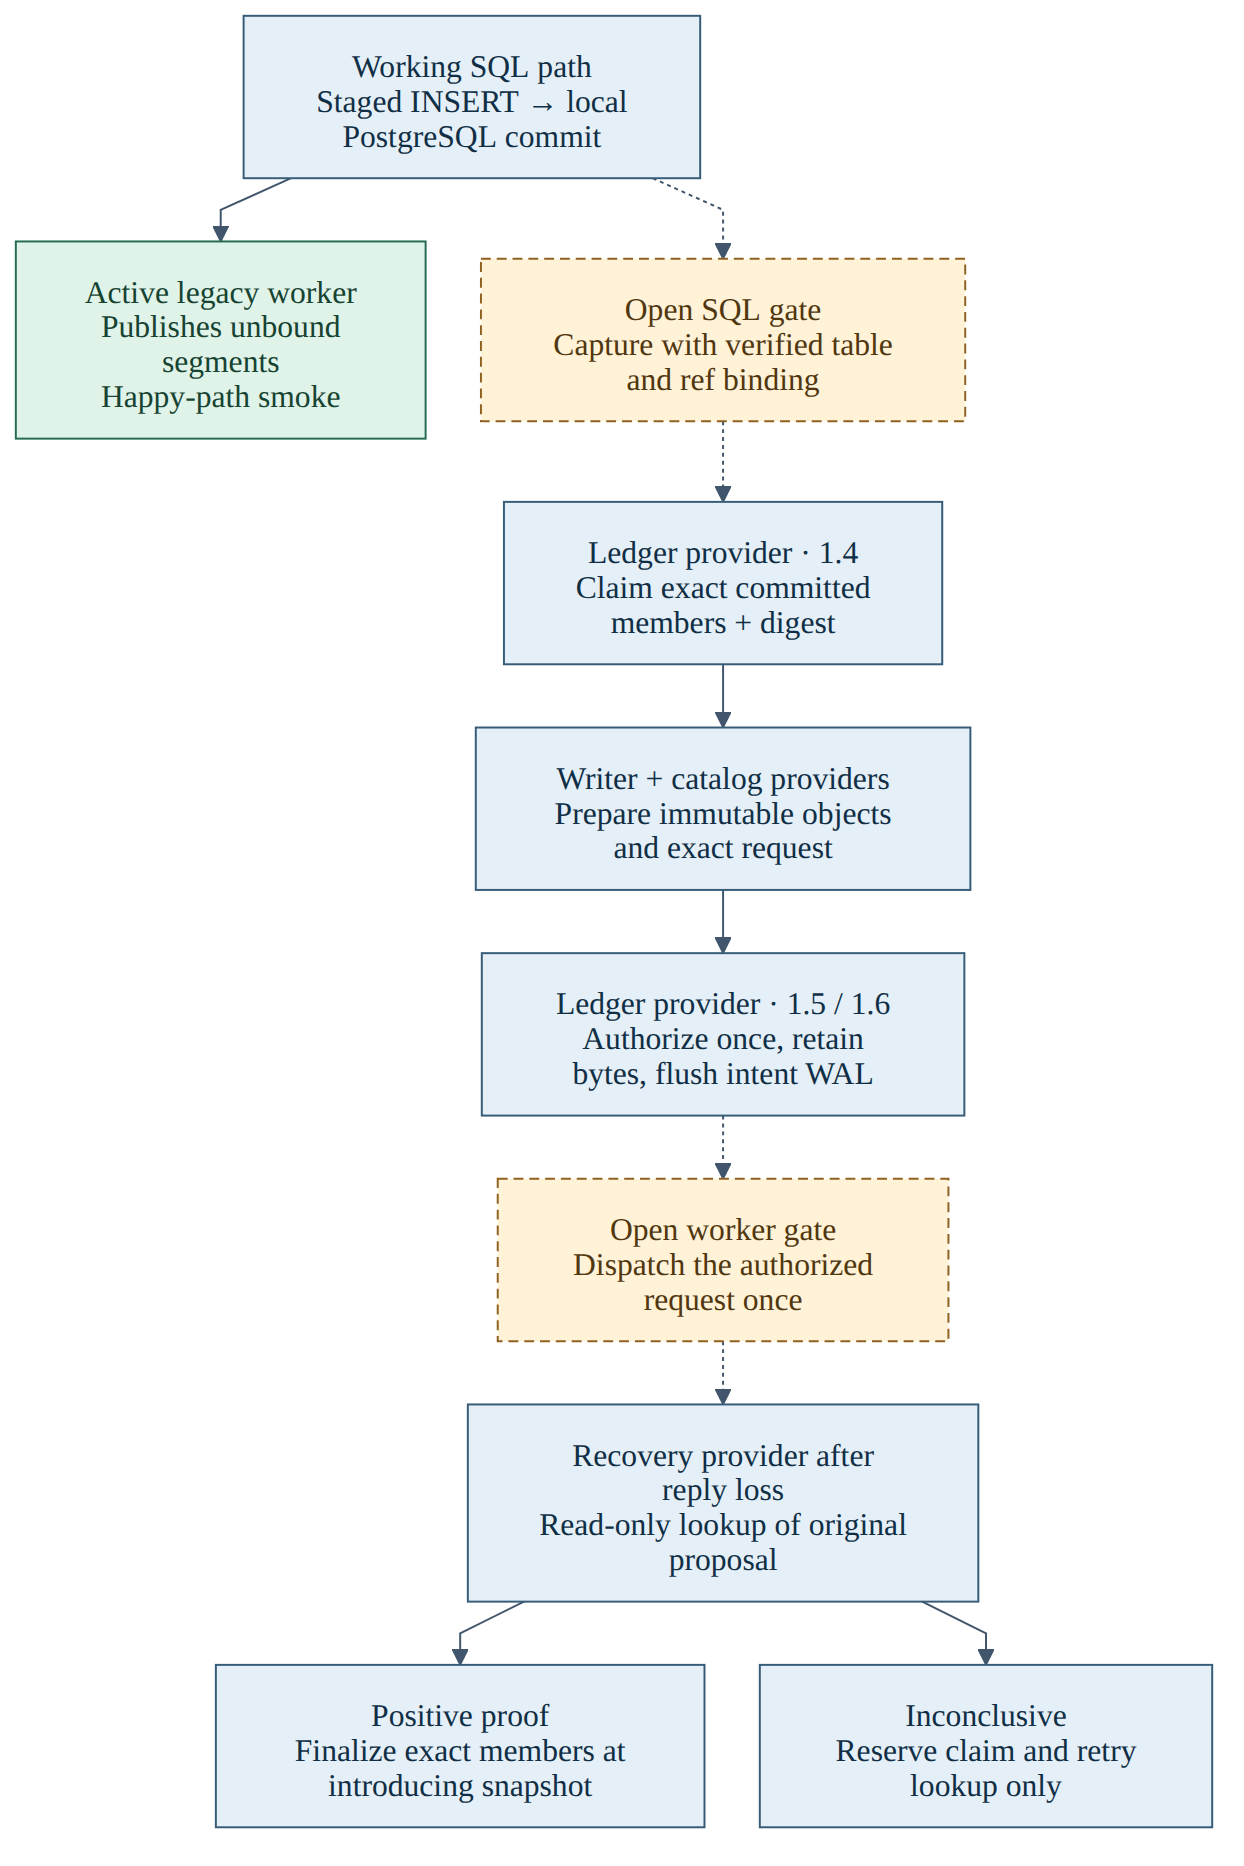 Working SQL path
Staged INSERT → local
PostgreSQL commit
Active legacy worker
Publishes unbound
segments
Happy-path smoke
Open SQL gate
Capture with verified table
and ref binding
Ledger provider · 1.4
Claim exact committed
members + digest
Writer + catalog providers
Prepare immutable objects
and exact request
Ledger provider · 1.5 / 1.6
Authorize once, retain
bytes, flush intent WAL
Open worker gate
Dispatch the authorized
request once
Recovery provider after
reply loss
Read-only lookup of original
proposal
Positive proof
Finalize exact members at
introducing snapshot
Inconclusive
Reserve claim and retry
lookup only